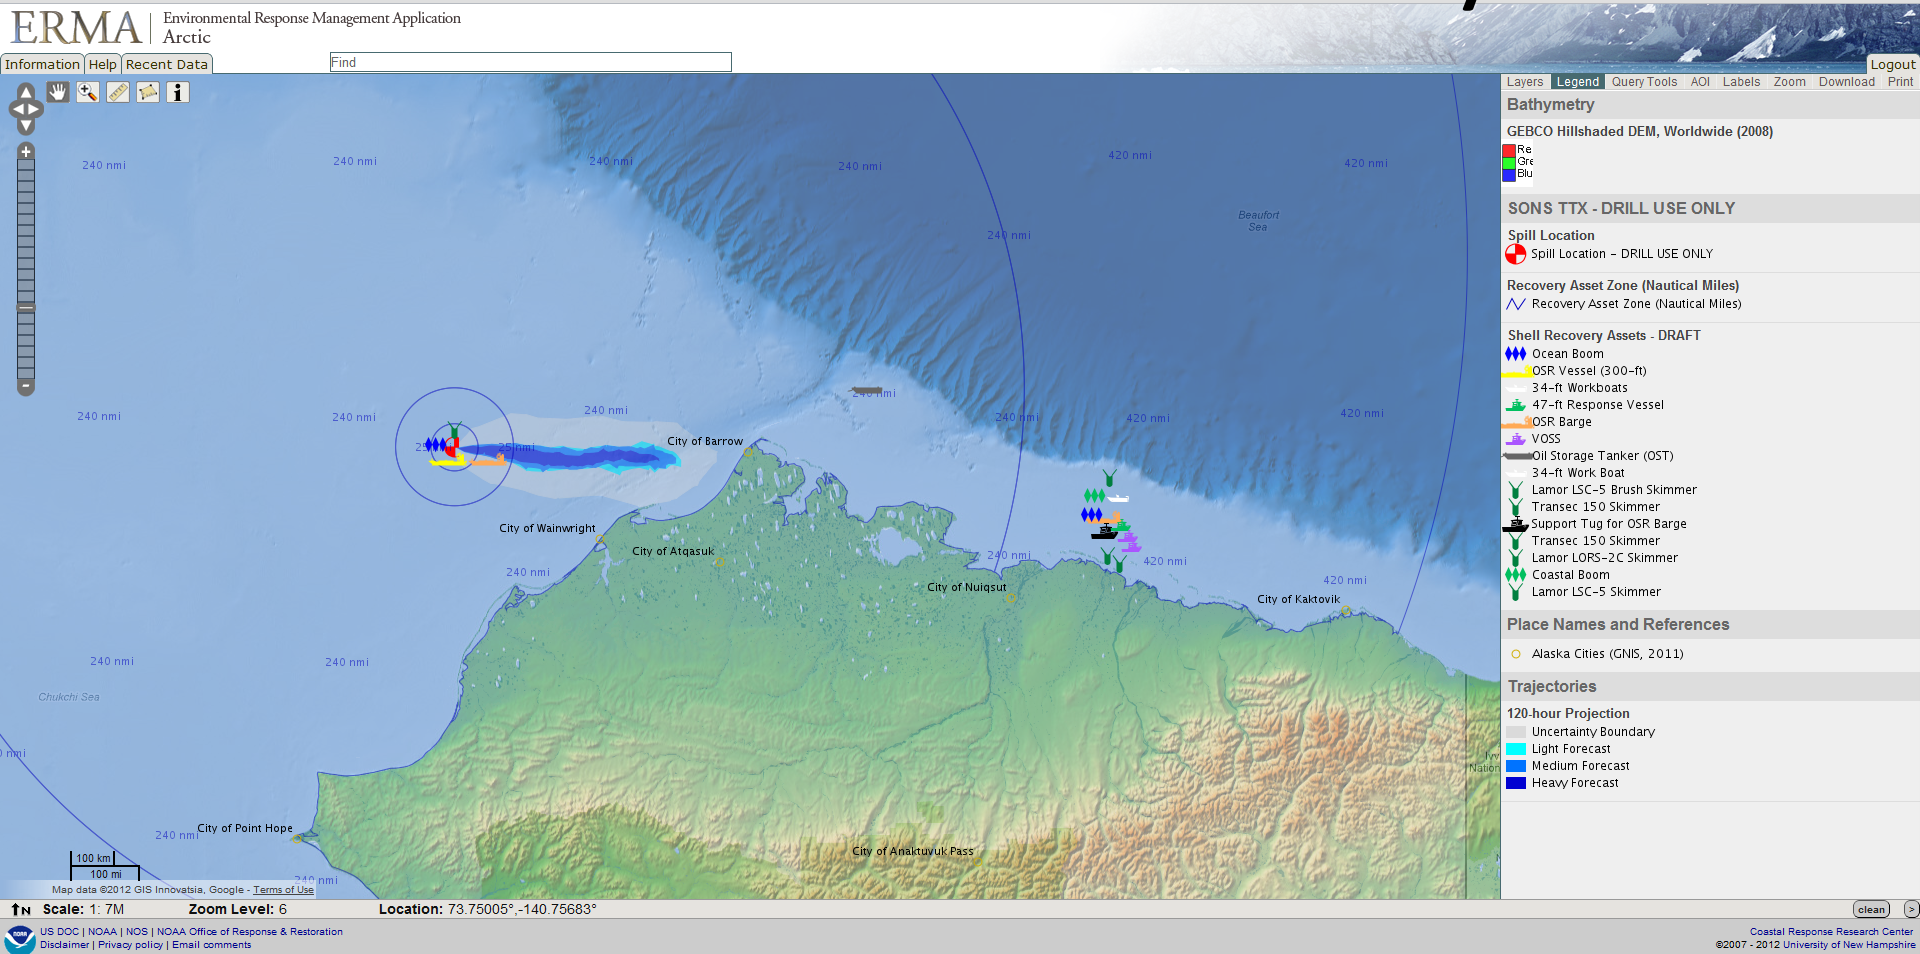 ERMA
Environmental Response Management Application
Arctic
Information
Help
Recent Data
Find
Logout
Layers
Legend
Query Tools
AOI
Labels
Zoom
Download
Print
Bathymetry
GEBCO Hillshaded DEM, Worldwide (2008)
Re
Gre
Blu
SONS TTX - DRILL USE ONLY
Spill Location
Spill Location - DRILL USE ONLY
Recovery Asset Zone (Nautical Miles)
Recovery Asset Zone (Nautical Miles)
Shell Recovery Assets - DRAFT
Ocean Boom
OSR Vessel (300-ft)
34-ft Workboats
47-ft Response Vessel
OSR Barge
VOSS
Oil Storage Tanker (OST)
34-ft Work Boat
Lamor LSC-5 Brush Skimmer
Transec 150 Skimmer
Support Tug for OSR Barge
Transec 150 Skimmer
Lamor LORS-2C Skimmer
Coastal Boom
Lamor LSC-5 Skimmer
Place Names and References
Alaska Cities (GNIS, 2011)
Trajectories
120-hour Projection
Uncertainty Boundary
Light Forecast
Medium Forecast
Heavy Forecast
240 nmi
240 nmi
240 nmi
240 nmi
420 nmi
420 nmi
Beaufort
Sea
240 nmi
240 nmi
240 nmi
240 nmi
240 nmi
240 nmi
240 nmi
420 nmi
420 nmi
City of Barrow
25 nmi
City of Wainwright
City of Atqasuk
240 nmi
240 nmi
420 nmi
420 nmi
City of Nuiqsut
City of Kaktovik
240 nmi
240 nmi
Chukchi Sea
nmi
City of Point Hope
240 nmi
City of Anaktuvuk Pass
240 nmi
100 km
100 mi
Map data ©2012 GIS Innovatsia, Google - Terms of Use
N
Scale: 1: 7M
Zoom Level: 6
Location: 73.75005°,-140.75683°
clean
>
US DOC | NOAA | NOS | NOAA Office of Response & Restoration
Disclaimer | Privacy policy | Email comments
Coastal Response Research Center
©2007 - 2012 University of New Hampshire